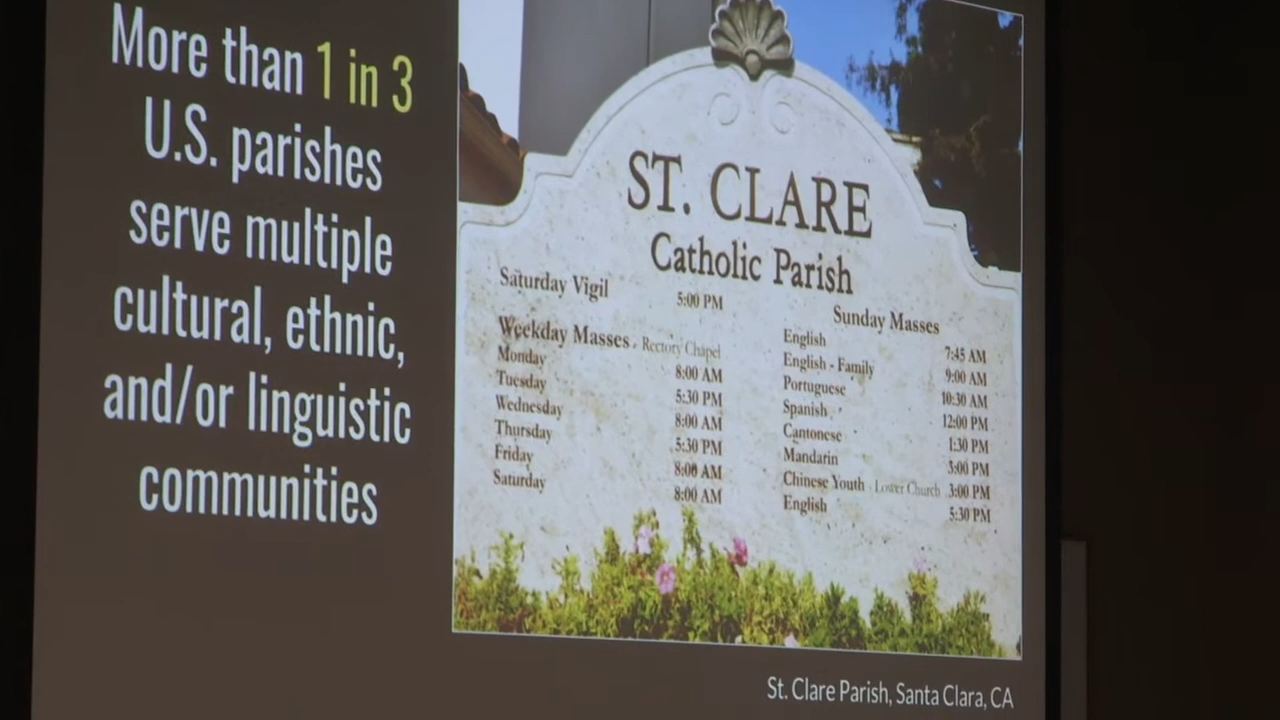 More than 1 in 3
U.S. parishes
serve multiple
cultural, ethnic,
and/or linguistic
communities
ST. CLARE
Catholic Parish
Saturday Vigil 5:00 PM
Weekday Masses - Rectory Chapel
Monday 8:00 AM
Tuesday 5:30 PM
Wednesday 8:00 AM
Thursday 5:30 PM
Friday 8:00 AM
Saturday 8:00 AM
Sunday Masses
English 7:45 AM
English - Family 9:00 AM
Portuguese 10:30 AM
Spanish 12:00 PM
Cantonese 1:30 PM
Mandarin 3:00 PM
Chinese Youth - Lower Church 3:00 PM
English 5:30 PM
St. Clare Parish, Santa Clara, CA